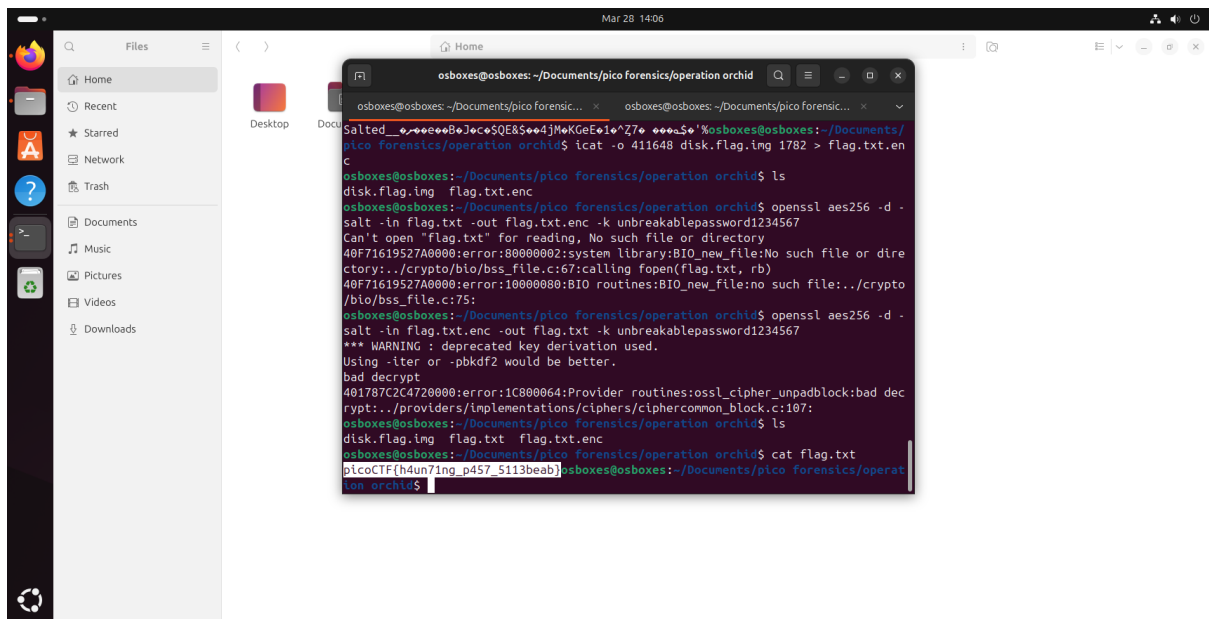 Mar 28 14:06
Files
Home
Home
Recent
Starred
Network
Trash
Documents
Music
Pictures
Videos
Downloads
Desktop
Docu
osboxes@osboxes: ~/Documents/pico forensics/operation orchid
osboxes@osboxes: ~/Documents/pico forensic... osboxes@osboxes: ~/Documents/pico forensic...
Salted__ osboxes@osboxes:~/Documents/
pico forensics/operation orchid$ icat -o 411648 disk.flag.img 1782 > flag.txt.en
c
osboxes@osboxes:~/Documents/pico forensics/operation orchid$ ls
disk.flag.img  flag.txt.enc
osboxes@osboxes:~/Documents/pico forensics/operation orchid$ openssl aes256 -d -
salt -in flag.txt -out flag.txt.enc -k unbreakablepassword1234567
Can't open "flag.txt" for reading, No such file or directory
40F71619527A0000:error:80000002:system library:BIO_new_file:No such file or dire
ctory:../crypto/bio/bss_file.c:67:calling fopen(flag.txt, rb)
40F71619527A0000:error:10000080:BIO routines:BIO_new_file:no such file:../crypto
/bio/bss_file.c:75:
osboxes@osboxes:~/Documents/pico forensics/operation orchid$ openssl aes256 -d -
salt -in flag.txt.enc -out flag.txt -k unbreakablepassword1234567
*** WARNING : deprecated key derivation used.
Using -iter or -pbkdf2 would be better.
bad decrypt
401787C2C4720000:error:1C800064:Provider routines:ossl_cipher_unpadblock:bad dec
rypt:../providers/implementations/ciphers/ciphercommon_block.c:107:
osboxes@osboxes:~/Documents/pico forensics/operation orchid$ ls
disk.flag.img  flag.txt  flag.txt.enc
osboxes@osboxes:~/Documents/pico forensics/operation orchid$ cat flag.txt
picoCTF{h4un71ng_p457_5113beab}osboxes@osboxes:~/Documents/pico forensics/operat
ion orchid$